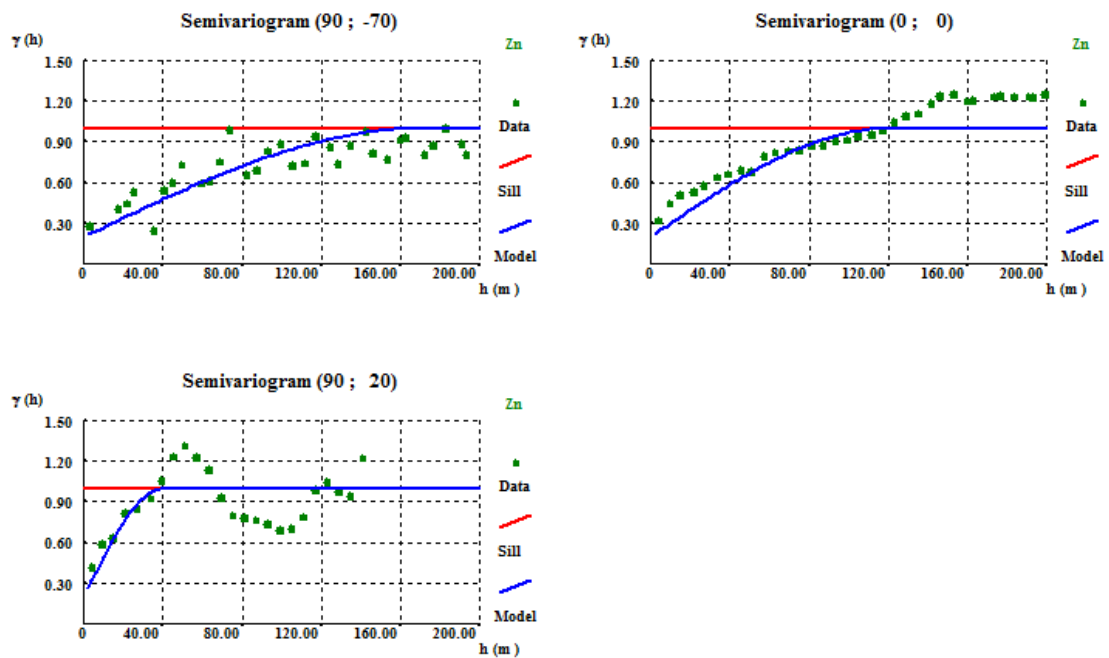 Semivariogram (90 ; -70)
γ (h)
Zn
1.50
1.20
0.90
0.60
0.30
Data
Sill
Model
0 40.00 80.00 120.00 160.00 200.00
h (m )
Semivariogram (0 ; 0)
γ (h)
Zn
1.50
1.20
0.90
0.60
0.30
Data
Sill
Model
0 40.00 80.00 120.00 160.00 200.00
h (m )
Semivariogram (90 ; 20)
γ (h)
Zn
1.50
1.20
0.90
0.60
0.30
Data
Sill
Model
0 40.00 80.00 120.00 160.00 200.00
h (m )